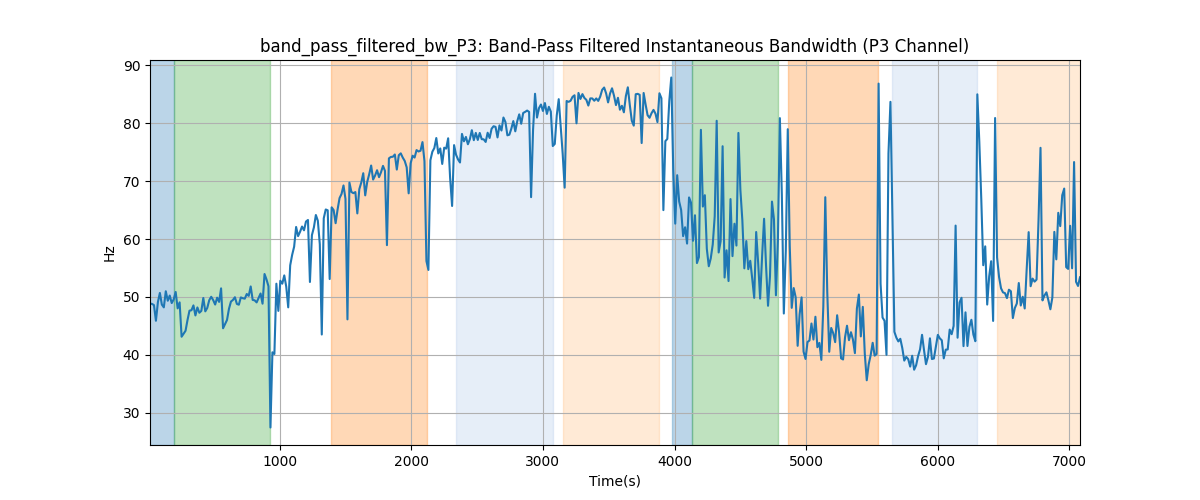 band_pass_filtered_bw_P3: Band-Pass Filtered Instantaneous Bandwidth (P3 Channel)
90
80
70
60
50
40
30
Hz
1000 2000 3000 4000 5000 6000 7000
Time(s)